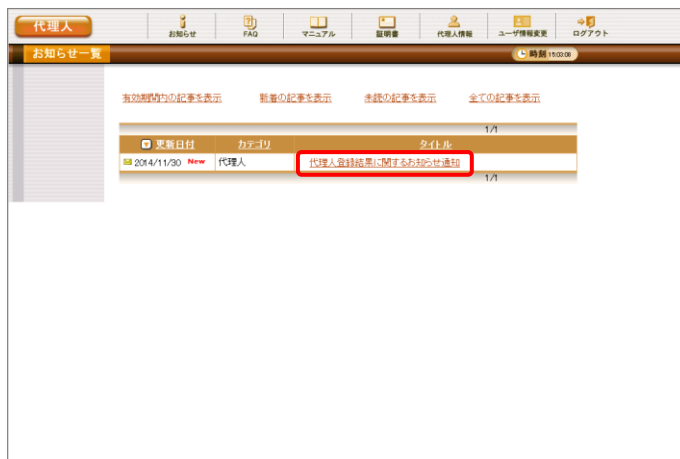 代理人
お知らせ
FAQ
マニュアル
証明書
代理人情報
ユーザ情報変更
ログアウト
お知らせ一覧
時刻 15:03:08
有効期間内の記事を表示 新着の記事を表示 未読の記事を表示 全ての記事を表示
1/1
更新日付 カテゴリ タイトル
2014/11/30 New 代理人 代理人登録結果に関するお知らせ通知
1/1